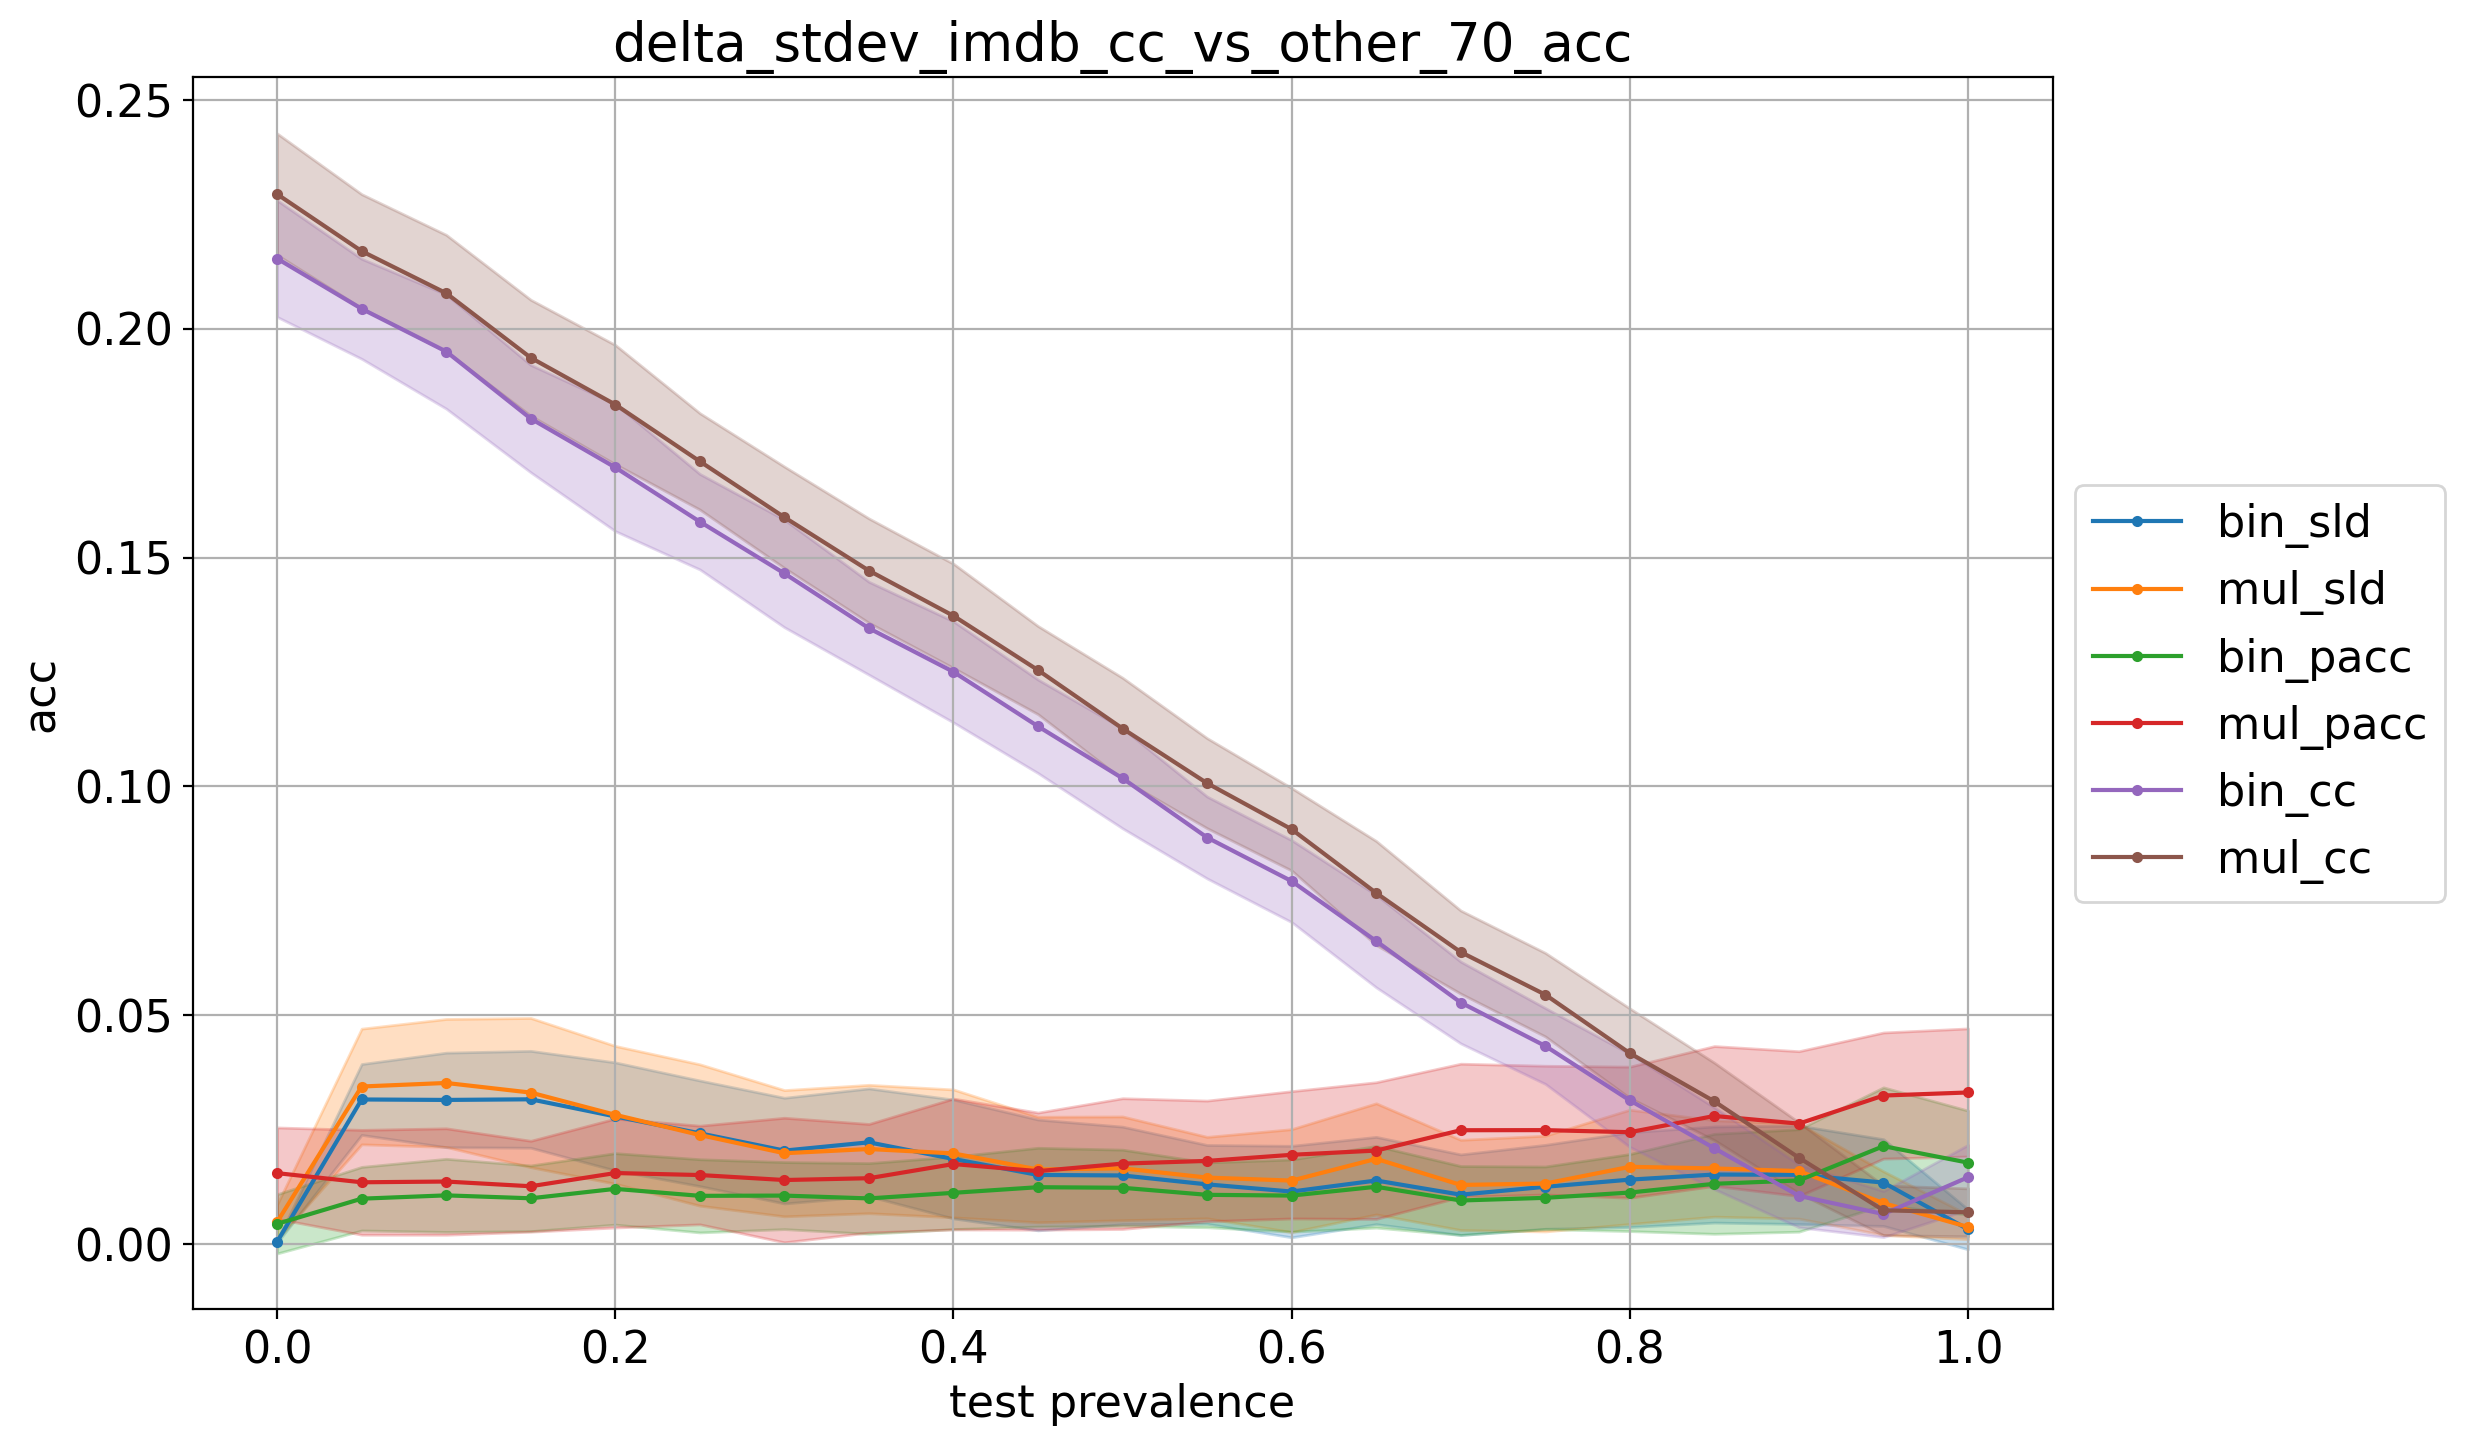 delta_stdev_imdb_cc_vs_other_70_acc
0.25
0.20
0.15
0.10
0.05
0.00
acc
0.0 0.2 0.4 0.6 0.8 1.0
test prevalence
bin_sld
mul_sld
bin_pacc
mul_pacc
bin_cc
mul_cc